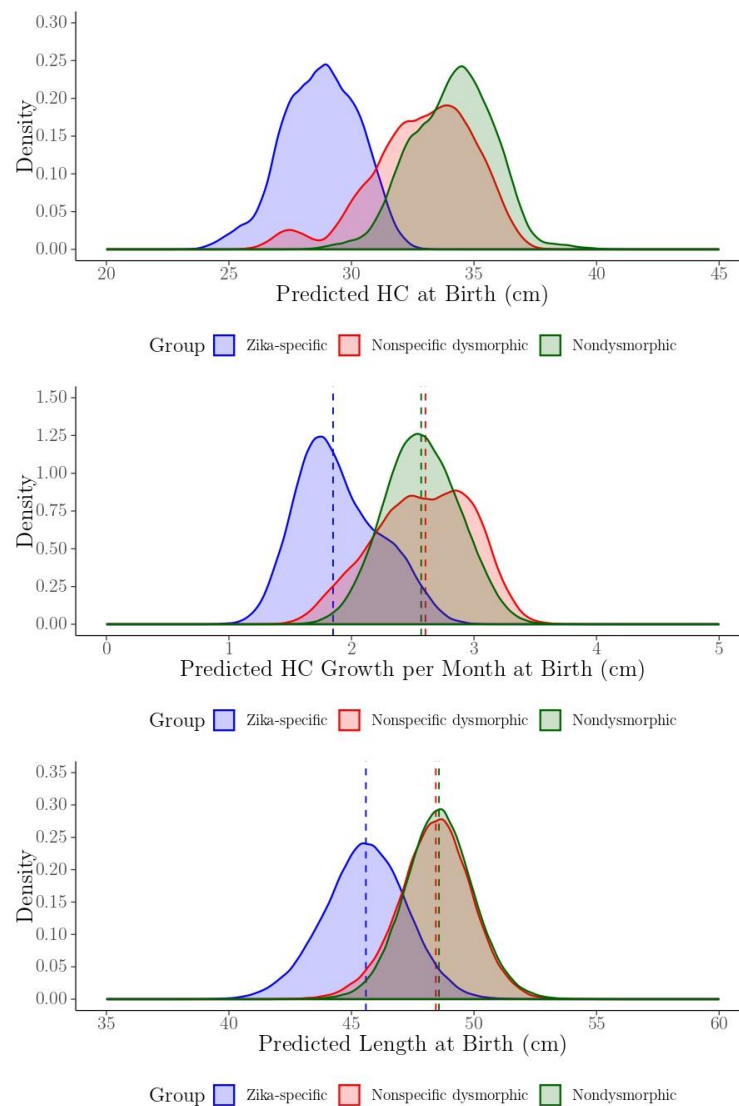 0.30
0.25
0.20
0.15
0.10
0.05
0.00
Density
20 25 30 35 40 45
Predicted HC at Birth (cm)
Group Zika-specific Nonspecific dysmorphic Nondysmorphic
1.50
1.25
1.00
0.75
0.50
0.25
0.00
Density
0 1 2 3 4 5
Predicted HC Growth per Month at Birth (cm)
Group Zika-specific Nonspecific dysmorphic Nondysmorphic
0.35
0.30
0.25
0.20
0.15
0.10
0.05
0.00
Density
35 40 45 50 55 60
Predicted Length at Birth (cm)
Group Zika-specific Nonspecific dysmorphic Nondysmorphic